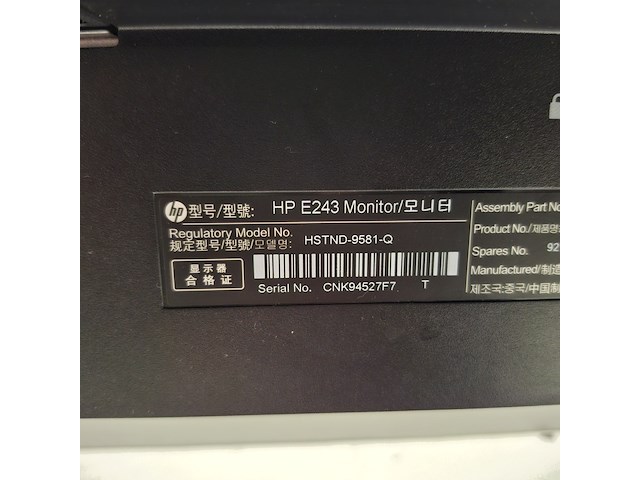 hp 型号/型號: HP E243 Monitor/모니터
Regulatory Model No.
规定型号/型號/모델명: HSTND-9581-Q
显示器
合格证
Serial No. CNK94527F7 T
Assembly Part No
Product No./제품명
Spares No. 92
Manufactured/制造
제조국:중국/中国制